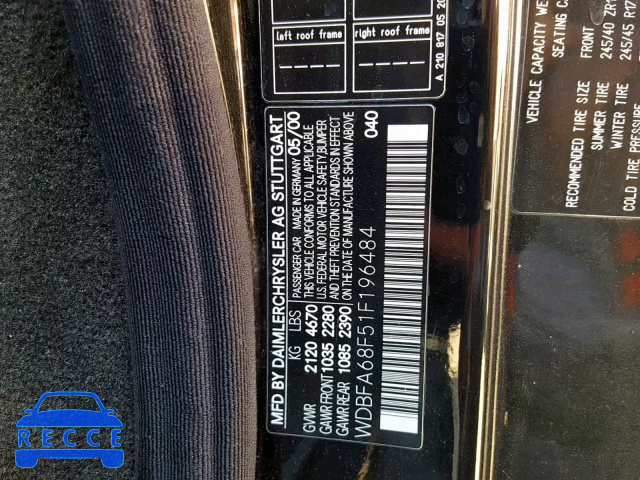 left roof frame
right roof frame
A 210 817 05 20
MFD BY DAIMLERCHRYSLER AG STUTTGART
PASSENGER CAR MADE IN GERMANY 05/00
KG LBS THIS VEHICLE CONFORMS TO ALL APPLICABLE
GVWR 2120 4670 U.S. FEDERAL MOTOR VEHICLE SAFETY,BUMPER
GAWR FRONT 1035 2280 AND THEFT PREVENTION STANDARDS IN EFFECT
GAWR REAR 1085 2390 ON THE DATE OF MANUFACTURE SHOWN ABOVE
WDBFA68F51F196484
040
VEHICLE CAPACITY WE
SEATING CA
RECOMMENDED TIRE SIZE FRONT
SUMMER TIRE 245/40 ZR1
WINTER TIRE 245/45 R17
COLD TIRE PRESSURE
RECCE